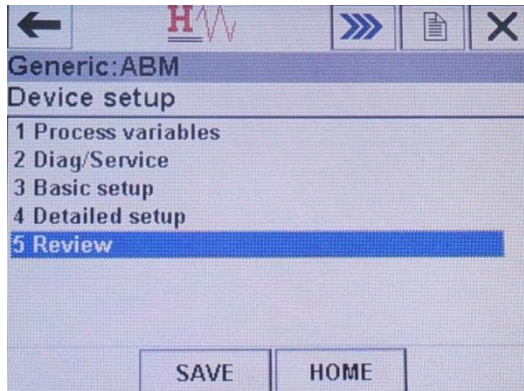 H
Generic:ABM
Device setup
1 Process variables
2 Diag/Service
3 Basic setup
4 Detailed setup
5 Review
SAVE
HOME